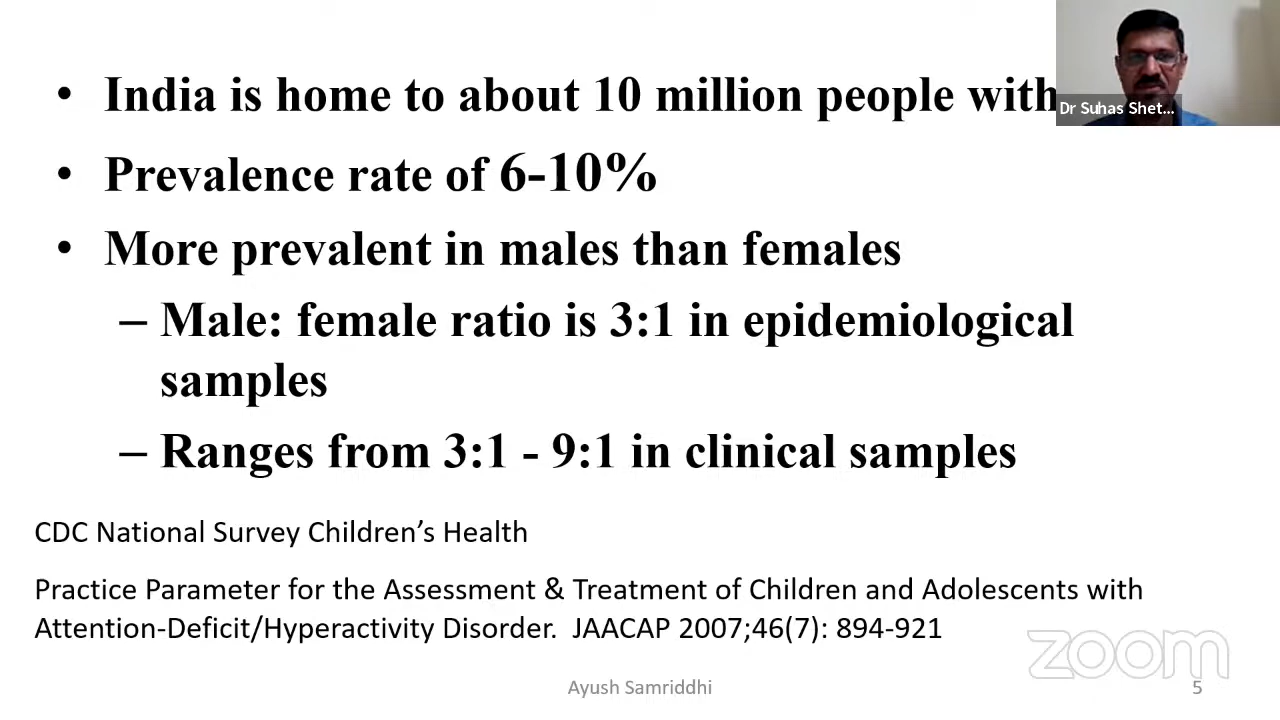 • India is home to about 10 million people with
Dr Suhas Shet...
• Prevalence rate of 6-10%
• More prevalent in males than females
– Male: female ratio is 3:1 in epidemiological
samples
– Ranges from 3:1 - 9:1 in clinical samples
CDC National Survey Children’s Health
Practice Parameter for the Assessment & Treatment of Children and Adolescents with
Attention-Deficit/Hyperactivity Disorder. JAACAP 2007;46(7): 894-921
zoom
Ayush Samriddhi
5